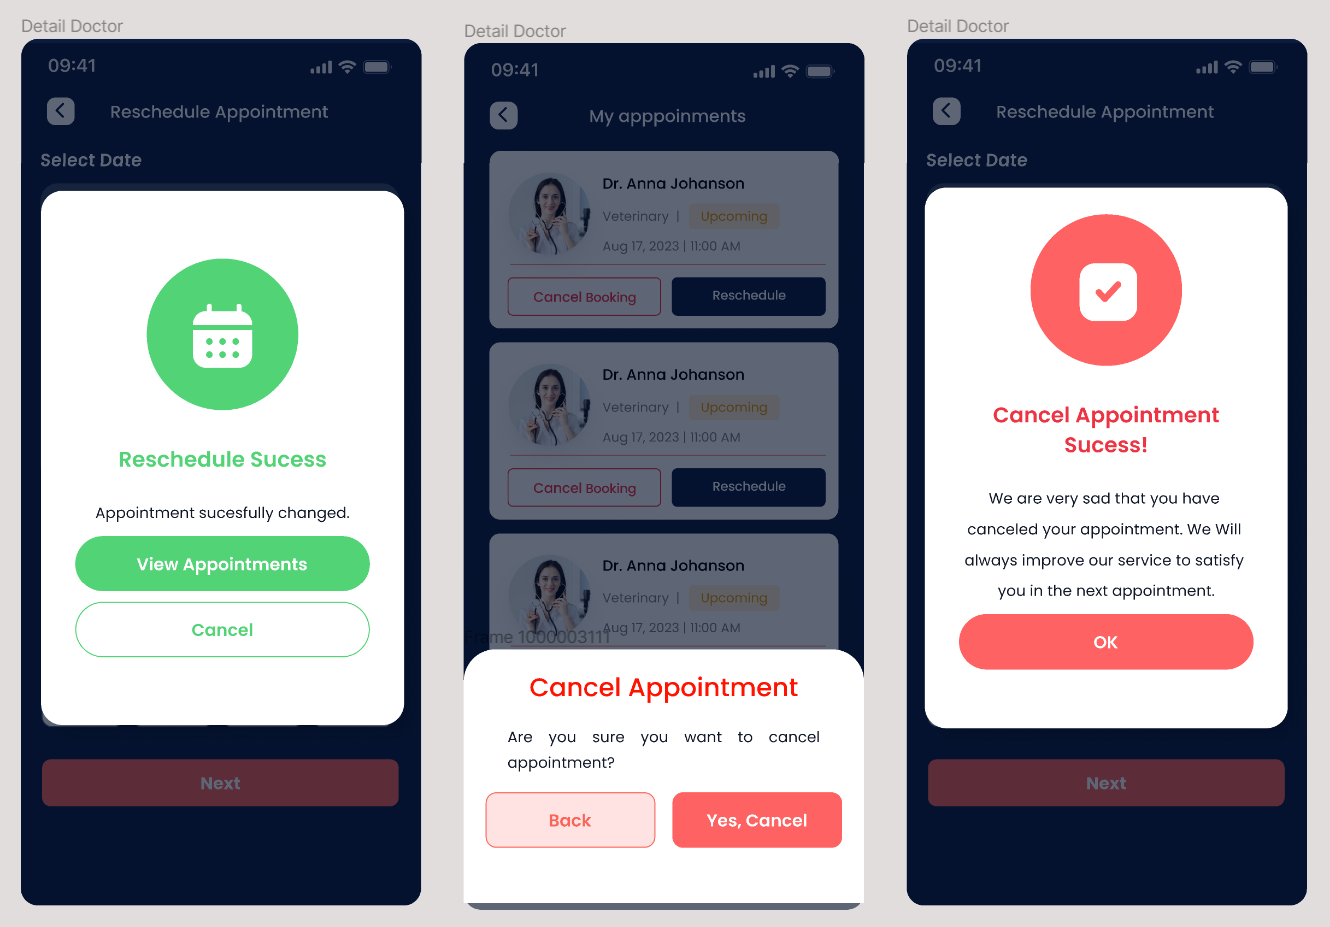 Detail Doctor
09:41
Reschedule Appointment
Select Date
Reschedule Sucess
Appointment sucesfully changed.
View Appointments
Cancel
Next
Detail Doctor
09:41
My apppoinments
Dr. Anna Johanson
Veterinary | Upcoming
Aug 17, 2023 | 11:00 AM
Cancel Booking
Reschedule
Dr. Anna Johanson
Veterinary | Upcoming
Aug 17, 2023 | 11:00 AM
Cancel Booking
Reschedule
Dr. Anna Johanson
Veterinary | Upcoming
Aug 17, 2023 | 11:00 AM
Frame 1000003111
Cancel Appointment
Are you sure you want to cancel
appointment?
Back
Yes, Cancel
Detail Doctor
09:41
Reschedule Appointment
Select Date
Cancel Appointment
Sucess!
We are very sad that you have
canceled your appointment. We Will
always improve our service to satisfy
you in the next appointment.
OK
Next